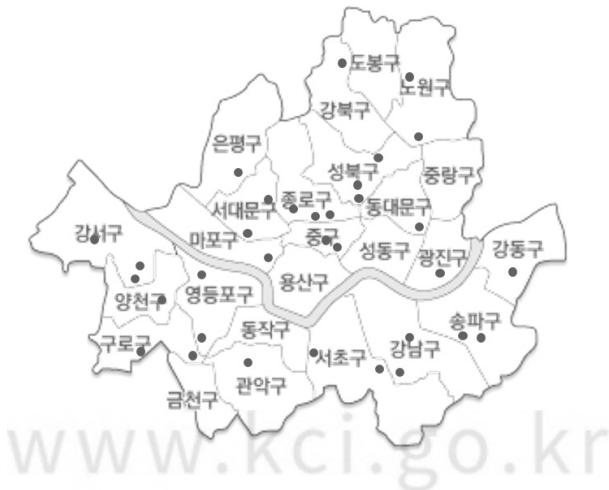 도봉구
노원구
강북구
은평구
성북구
중랑구
서대문구
종로구
동대문구
강서구
마포구
중구
성동구
광진구
강동구
양천구
영등포구
용산구
동작구
송파구
구로구
서초구
강남구
금천구
관악구
www.kci.go.kr